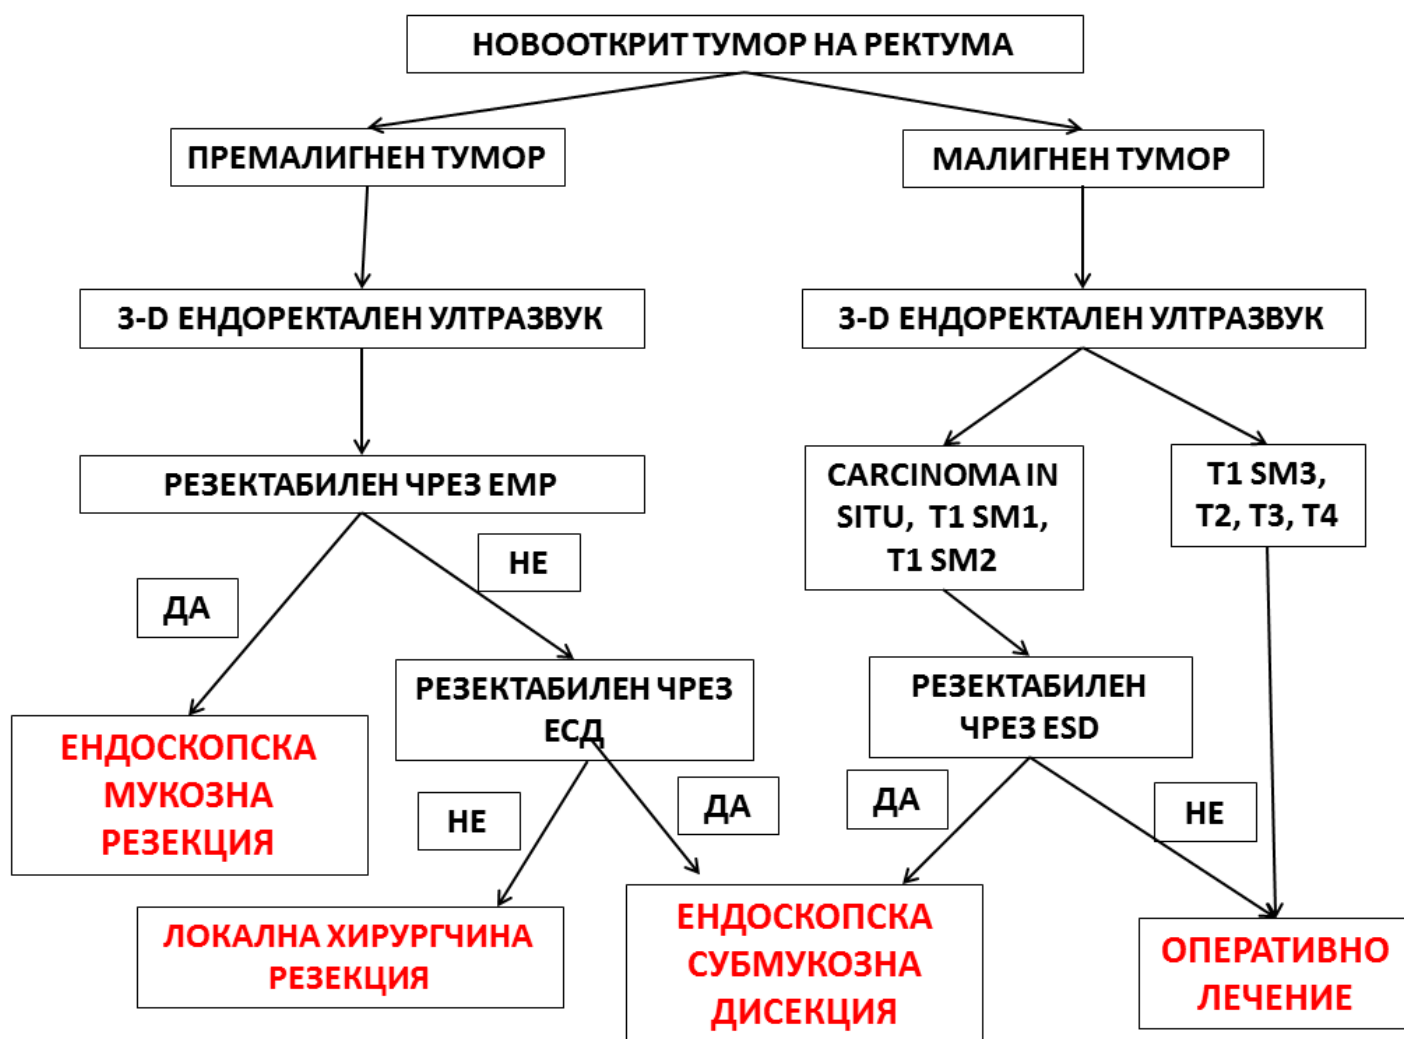 НОВООТКРИТ ТУМОР НА РЕКТУМА
ПРЕМАЛИГНЕН ТУМОР
МАЛИГНЕН ТУМОР
3-D ЕНДОРЕКТАЛЕН УЛТРАЗВУК
3-D ЕНДОРЕКТАЛЕН УЛТРАЗВУК
РЕЗЕКТАБИЛЕН ЧРЕЗ ЕМР
CARCINOMA IN
SITU, T1 SM1,
T1 SM2
T1 SM3,
T2, T3, T4
НЕ
ДА
РЕЗЕКТАБИЛЕН ЧРЕЗ
ЕСД
РЕЗЕКТАБИЛЕН
ЧРЕЗ ESD
ЕНДОСКОПСКА
МУКОЗНА
РЕЗЕКЦИЯ
НЕ
ДА
ДА
НЕ
ЛОКАЛНА ХИРУРГЧИНА
РЕЗЕКЦИЯ
ЕНДОСКОПСКА
СУБМУКОЗНА
ДИСЕКЦИЯ
ОПЕРАТИВНО
ЛЕЧЕНИЕ